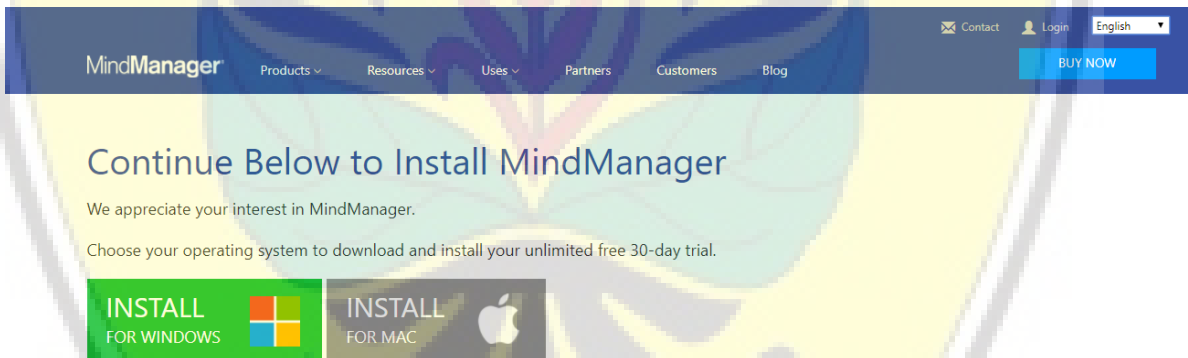 Contact Login English
MindManager Products Resources Uses Partners Customers Blog BUY NOW
Continue Below to Install MindManager
We appreciate your interest in MindManager.
Choose your operating system to download and install your unlimited free 30-day trial.
INSTALL
FOR WINDOWS
INSTALL
FOR MAC